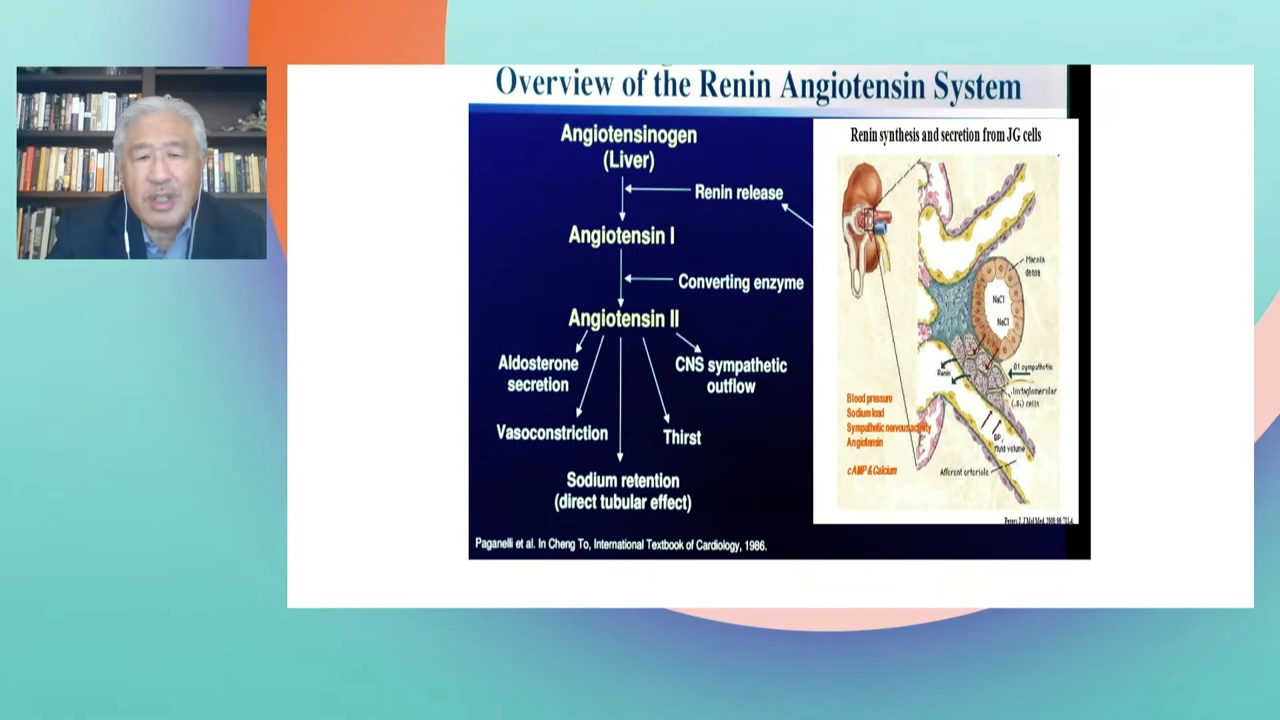 Overview of the Renin Angiotensin System
Angiotensinogen
(Liver)
Renin release
Angiotensin I
Converting enzyme
Angiotensin II
Aldosterone
secretion
CNS sympathetic
outflow
Vasoconstriction
Thirst
Sodium retention
(direct tubular effect)
Paganelli et al. In Cheng To, International Textbook of Cardiology, 1986.
Renin synthesis and secretion from JG cells
Macula
densa
NaCl
NaCl
Renin
B1 sympathetic
Juxtaglomerular
cells
BP,
fluid volume
Afferent arteriole
Blood pressure
Sodium load
Sympathetic nervous activity
Angiotensin
cAMP & Calcium